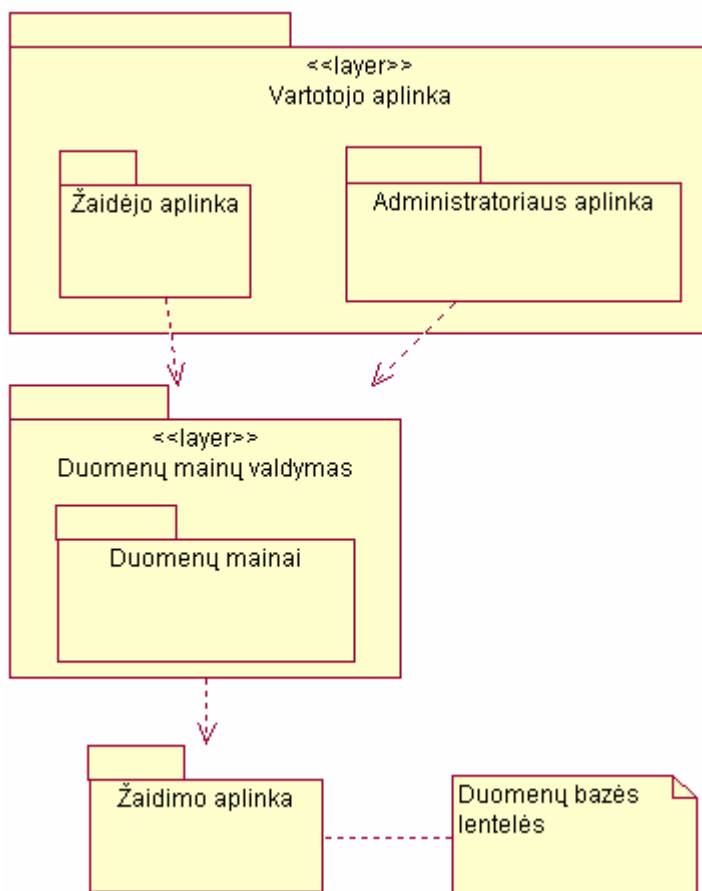 <<layer>>
Vartotojo aplinka
Žaidėjo aplinka
Administratoriaus aplinka
<<layer>>
Duomenų mainų valdymas
Duomenų mainai
Žaidimo aplinka
Duomenų bazės
lentelės